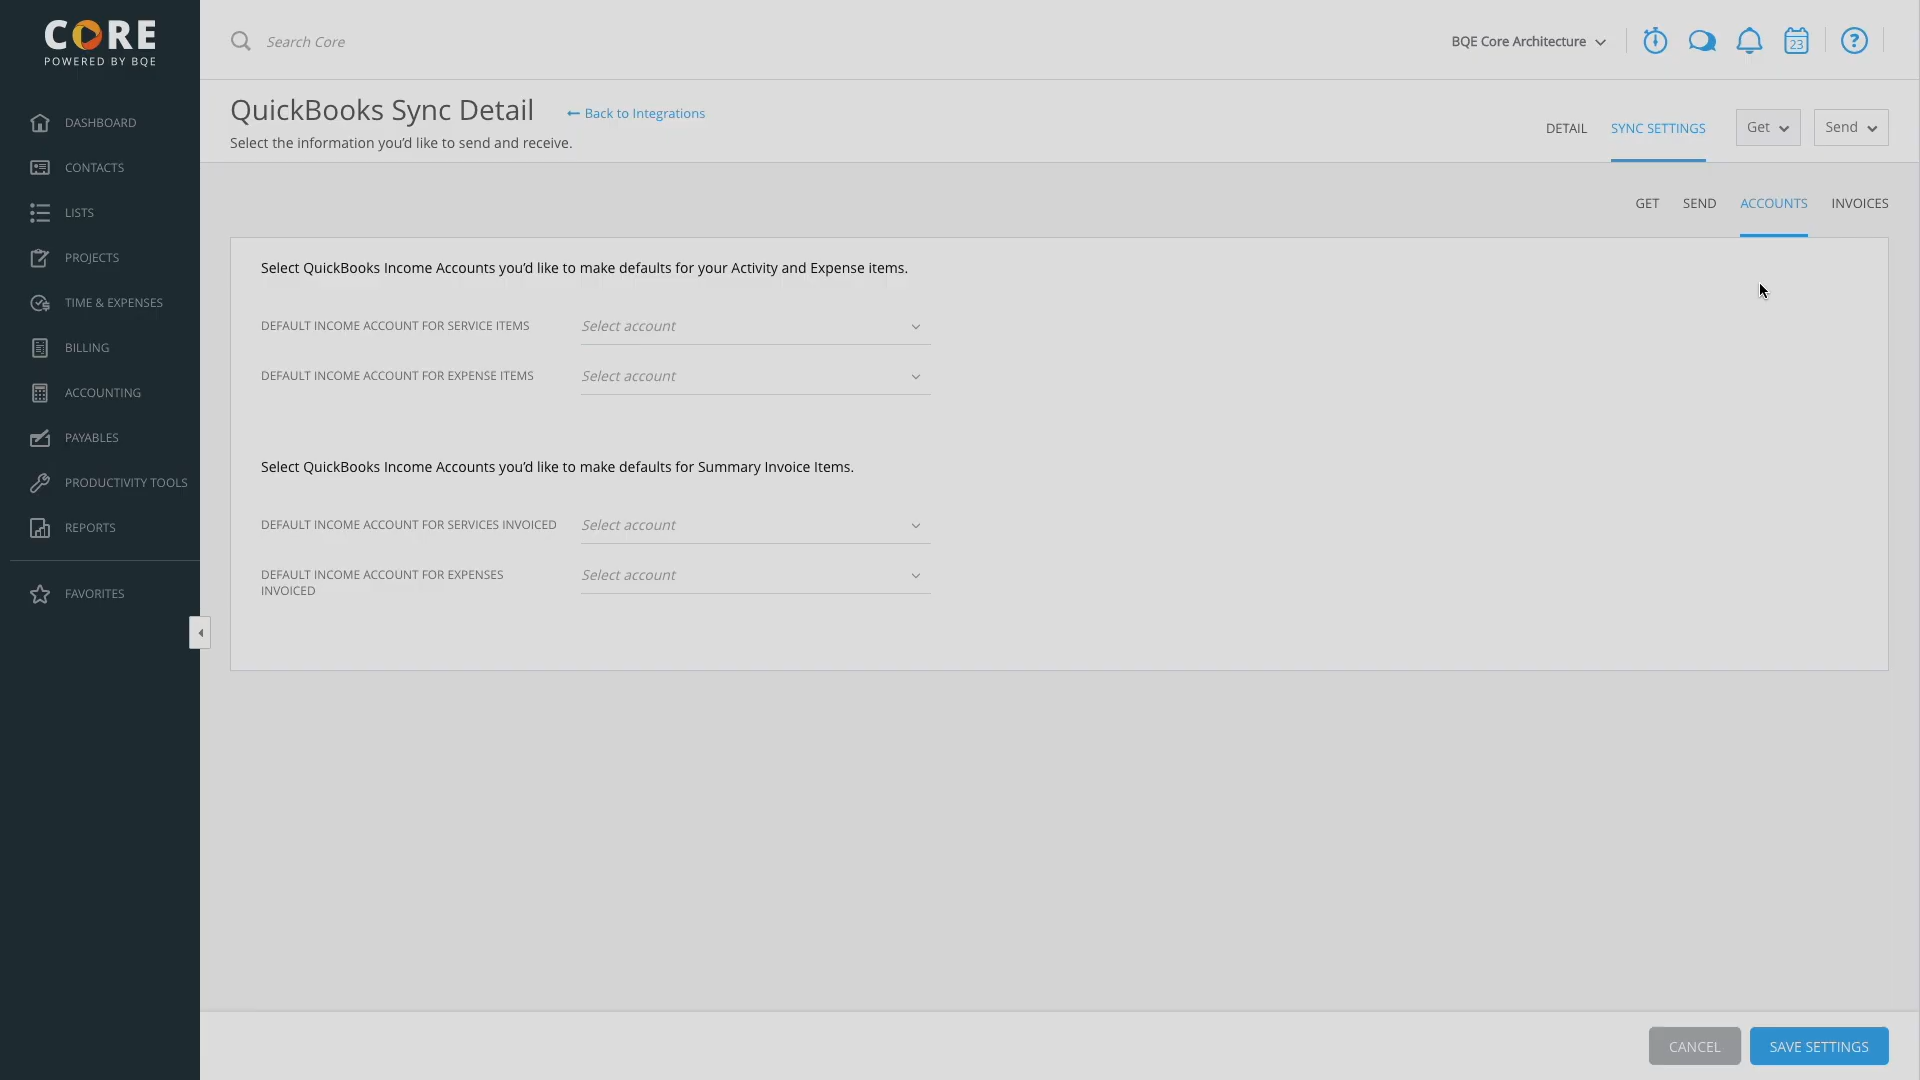 CORE
POWERED BY BQE
Search Core
BQE Core Architecture
23
?
DASHBOARD
CONTACTS
LISTS
PROJECTS
TIME & EXPENSES
BILLING
ACCOUNTING
PAYABLES
PRODUCTIVITY TOOLS
REPORTS
FAVORITES
QuickBooks Sync Detail
Back to Integrations
Select the information you'd like to send and receive.
DETAIL
SYNC SETTINGS
Get
Send
GET
SEND
ACCOUNTS
INVOICES
Select QuickBooks Income Accounts you'd like to make defaults for your Activity and Expense items.
DEFAULT INCOME ACCOUNT FOR SERVICE ITEMS
Select account
DEFAULT INCOME ACCOUNT FOR EXPENSE ITEMS
Select account
Select QuickBooks Income Accounts you'd like to make defaults for Summary Invoice Items.
DEFAULT INCOME ACCOUNT FOR SERVICES INVOICED
Select account
DEFAULT INCOME ACCOUNT FOR EXPENSES
INVOICED
Select account
CANCEL
SAVE SETTINGS